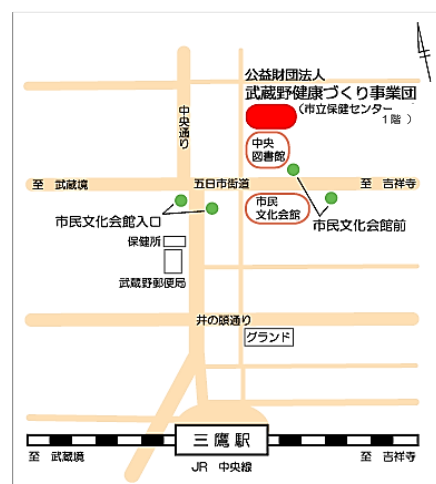 公益財団法人
武蔵野健康づくり事業団
(市立保健センター
1階 )
中央通り
中央
図書館
至 武蔵境
五日市街道
至 吉祥寺
市民
文化会館
市民文化会館入口
市民文化会館前
保健所
武蔵野郵便局
井の頭通り
グランド
三鷹駅
至 武蔵境
JR 中央線
至 吉祥寺